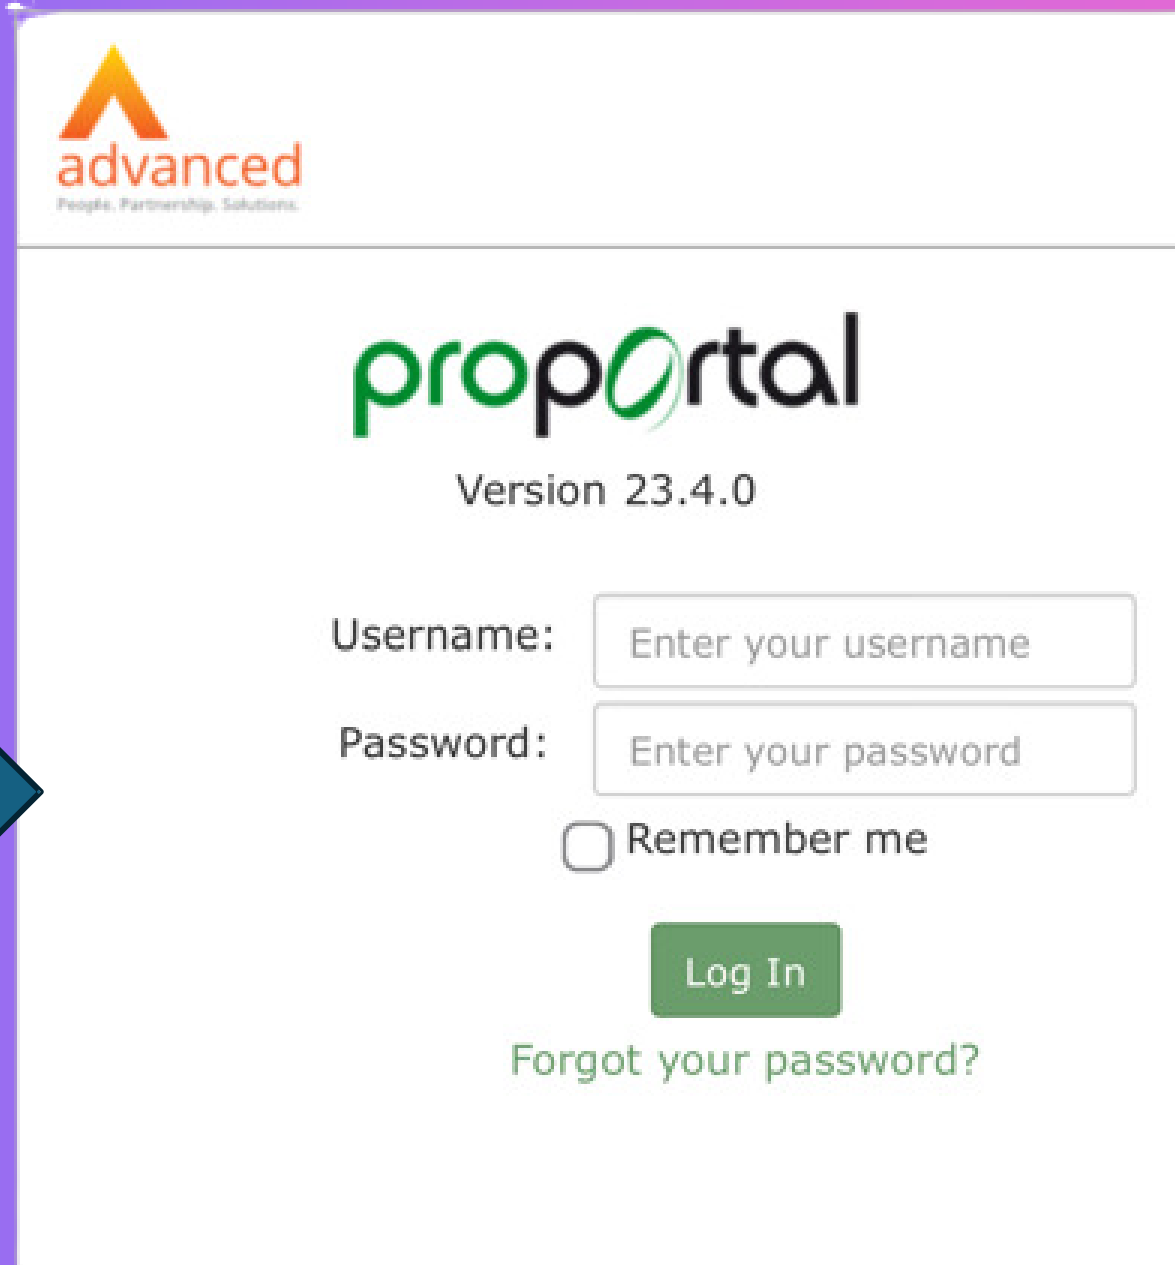 advanced
People. Partnership. Solutions.
proportal
Version 23.4.0
Username: Enter your username
Password: Enter your password
Remember me
Log In
Forgot your password?